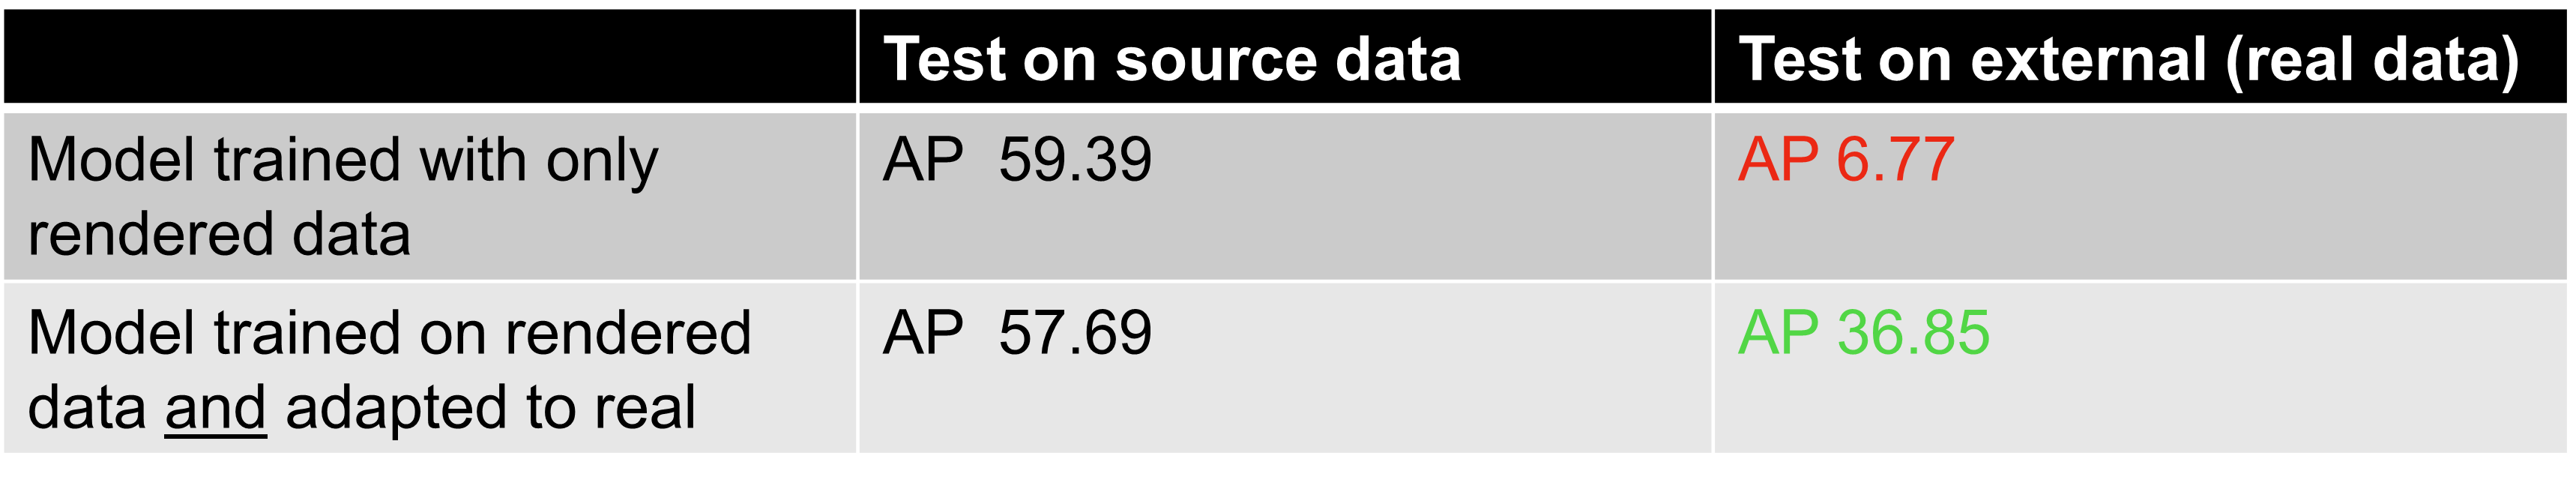 Test on source data
Test on external (real data)
Model trained with only
rendered data
AP 59.39
AP 6.77
Model trained on rendered
data and adapted to real
AP 57.69
AP 36.85